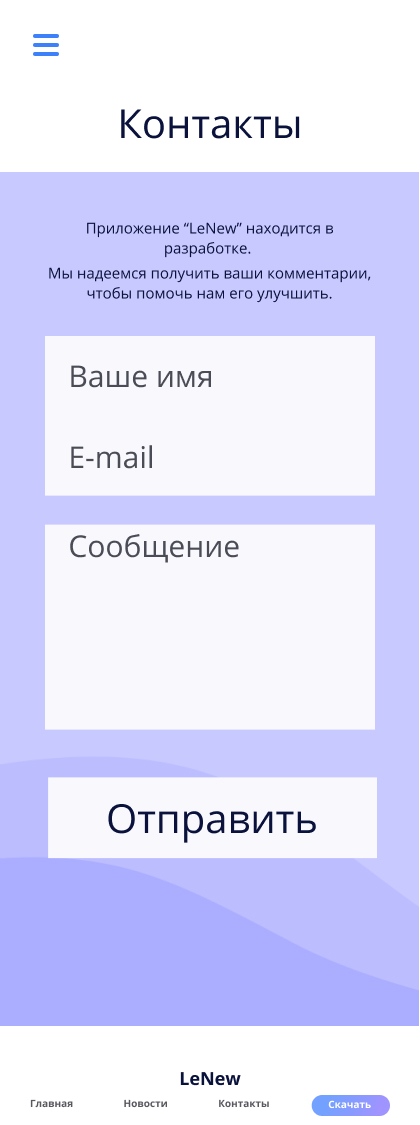 Контакты
Приложение “LeNew” находится в
разработке.
Мы надеемся получить ваши комментарии,
чтобы помочь нам его улучшить.
Ваше имя
E-mail
Сообщение
Отправить
LeNew
Главная Новости Контакты Скачать